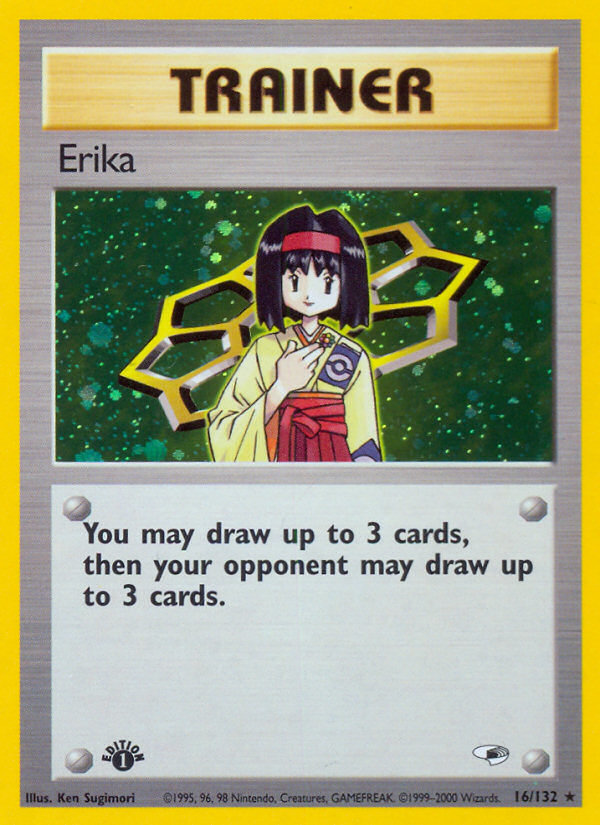 TRAINER
Erika
You may draw up to 3 cards,
then your opponent may draw up
to 3 cards.
EDITION
1
Illus. Ken Sugimori ©1995, 96, 98 Nintendo, Creatures, GAMEFREAK. ©1999–2000 Wizards. 16/132 ★